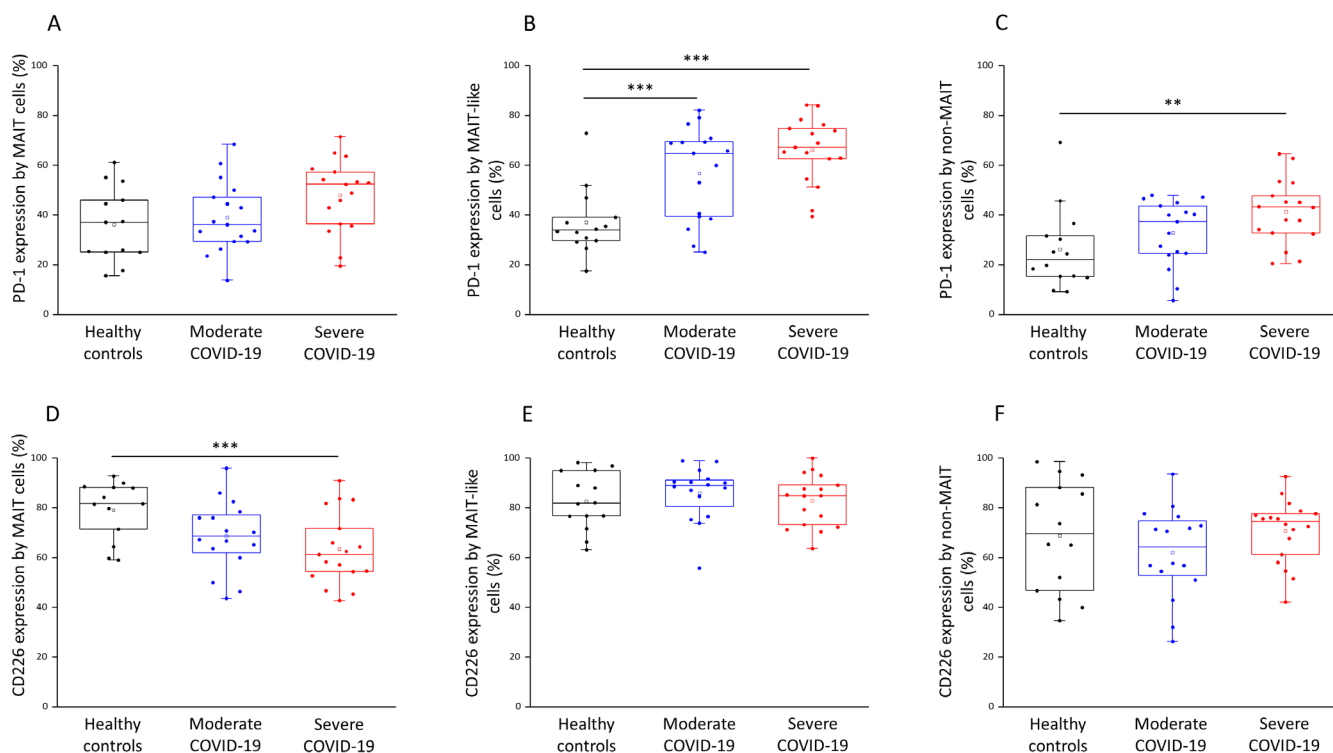 A
PD-1 expression by MAIT cells (%)
100
80
60
40
20
0
Healthy
controls
Moderate
COVID-19
Severe
COVID-19
B
PD-1 expression by MAIT-like
cells (%)
100
80
60
40
20
0
***
***
Healthy
controls
Moderate
COVID-19
Severe
COVID-19
C
PD-1 expression by non-MAIT
cells (%)
100
80
60
40
20
0
**
Healthy
controls
Moderate
COVID-19
Severe
COVID-19
D
CD226 expression by MAIT cells (%)
100
80
60
40
20
0
***
Healthy
controls
Moderate
COVID-19
Severe
COVID-19
E
CD226 expression by MAIT-like
cells (%)
100
80
60
40
20
0
Healthy
controls
Moderate
COVID-19
Severe
COVID-19
F
CD226 expression by non-MAIT
cells (%)
100
80
60
40
20
0
Healthy
controls
Moderate
COVID-19
Severe
COVID-19